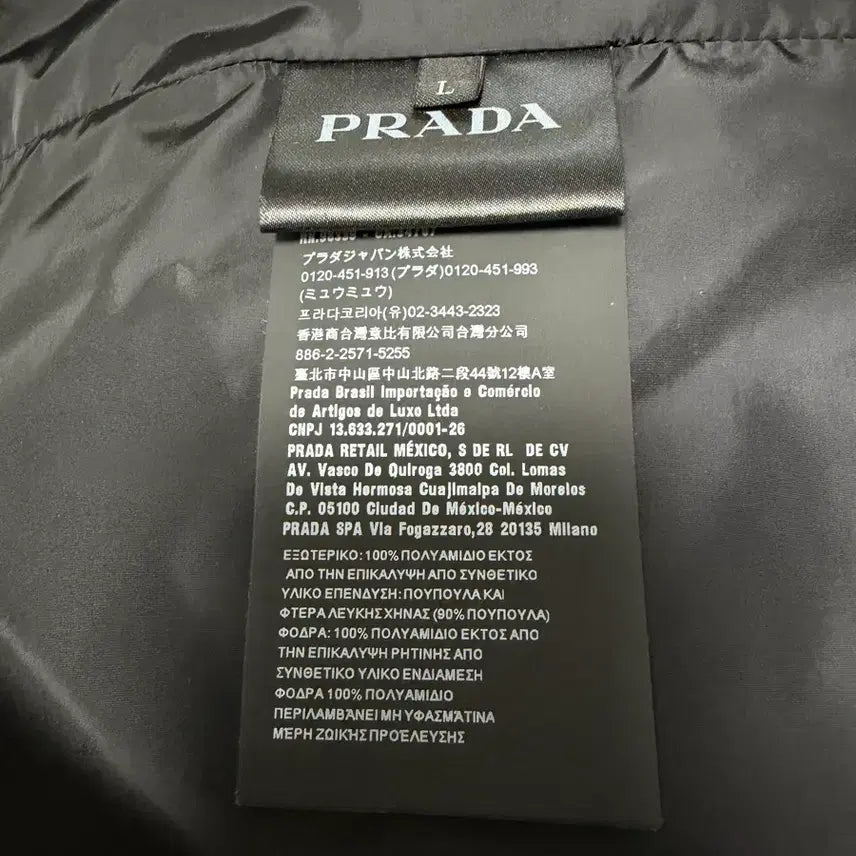 L
PRADA
プラダジャパン株式会社
0120-451-913(プラダ)0120-451-993
(ミュウミュウ)
프라다코리아(유)02-3443-2323
香港商台灣意比有限公司台灣分公司
886-2-2571-5255
臺北市中山區中山北路二段44號12樓A室
Prada Brasil Importação e Comércio
de Artigos de Luxo Ltda
CNPJ 13.633.271/0001-26
PRADA RETAIL MÉXICO, S DE RL DE CV
AV. Vasco De Quiroga 3800 Col. Lomas
De Vista Hermosa Cuajimalpa De Morelos
C.P. 05100 Ciudad De México-México
PRADA SPA Via Fogazzaro,28 20135 Milano
ΕΞΩΤΕΡΙΚΟ: 100% ΠΟΛΥΑΜΙΔΙΟ ΕΚΤΟΣ
ΑΠΟ ΤΗΝ ΕΠΙΚΑΛΥΨΗ ΑΠΟ ΣΥΝΘΕΤΙΚΟ
ΥΛΙΚΟ ΕΠΕΝΔΥΣΗ: ΠΟΥΠΟΥΛΑ ΚΑΙ
ΦΤΕΡΑ ΛΕΥΚΗΣ ΧΗΝΑΣ (90% ΠΟΥΠΟΥΛΑ)
ΦΟΔΡΑ: 100% ΠΟΛΥΑΜΙΔΙΟ ΕΚΤΟΣ ΑΠΟ
ΤΗΝ ΕΠΙΚΑΛΥΨΗ ΡΗΤΙΝΗΣ ΑΠΟ
ΣΥΝΘΕΤΙΚΟ ΥΛΙΚΟ ΕΝΔΙΑΜΕΣΗ
ΦΟΔΡΑ 100% ΠΟΛΥΑΜΙΔΙΟ
ΠΕΡΙΛΑΜΒΆΝΕΙ ΜΗ ΥΦΑΣΜΆΤΙΝΑ
ΜΈΡΗ ΖΩΙΚΉΣ ΠΡΟΈΛΕΥΣΗΣ